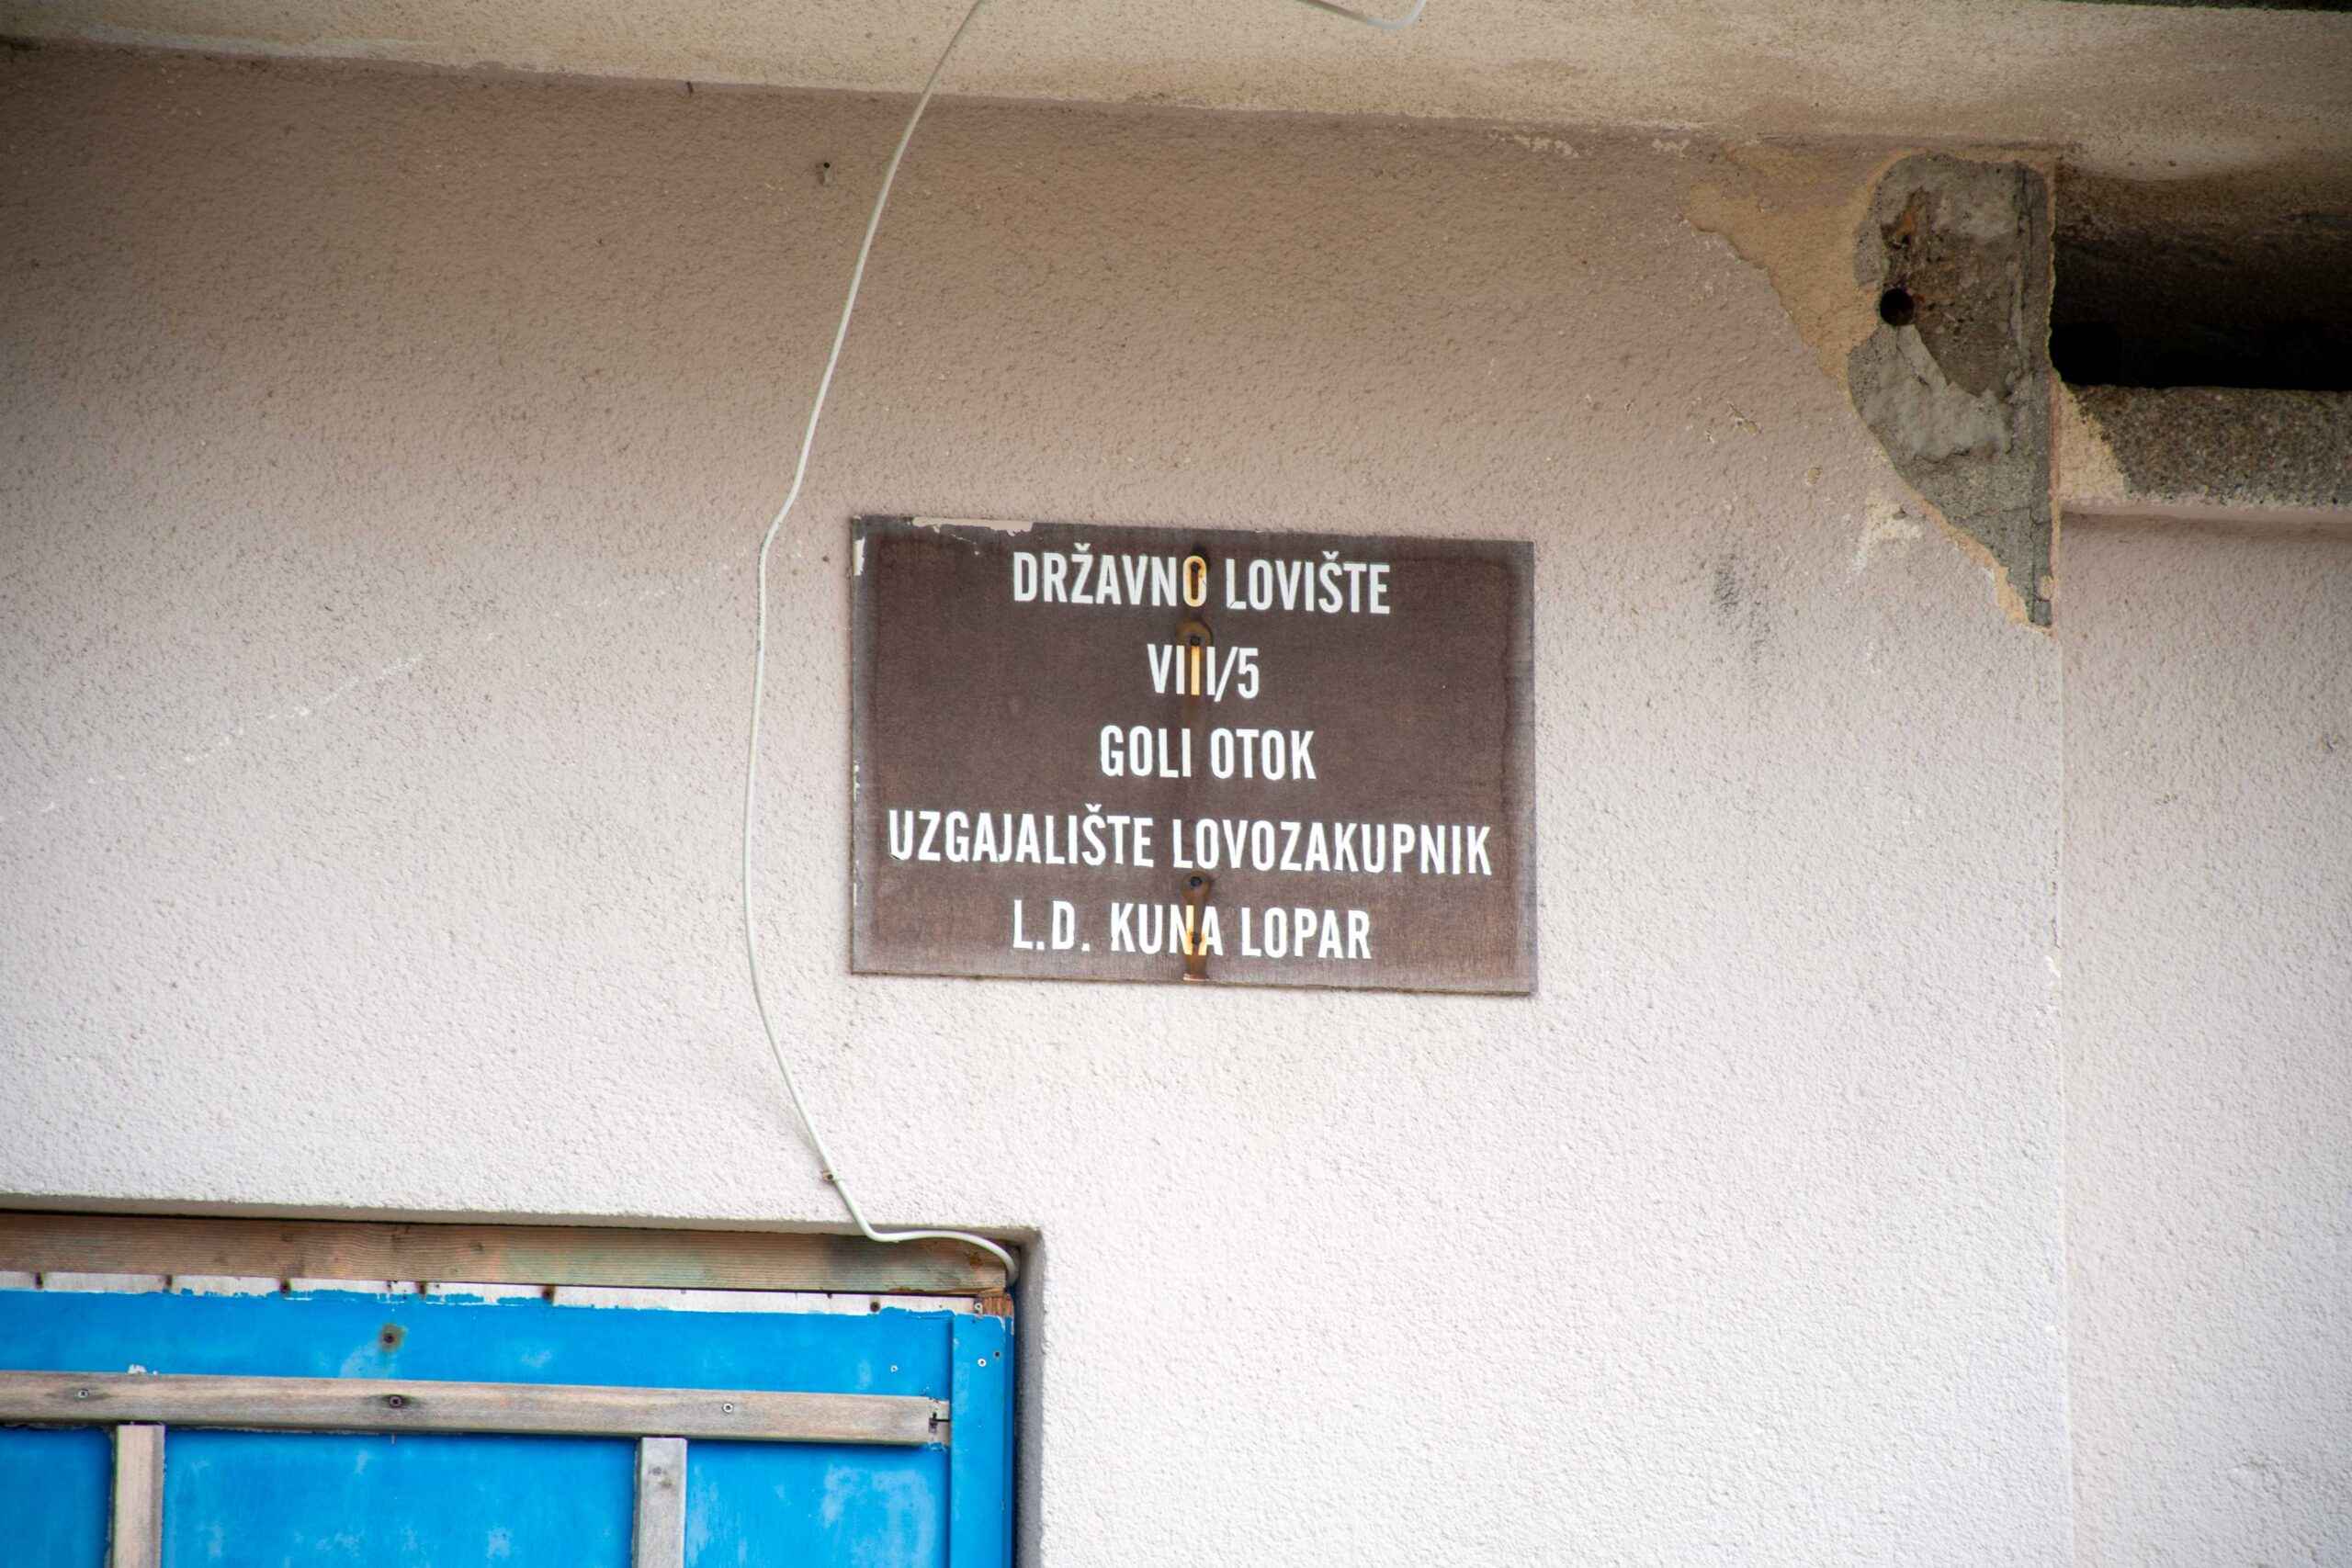 DRŽAVNO LOVIŠTE
VIII/5
GOLI OTOK
UZGAJALIŠTE LOVOZAKUPNIK
L.D. KUNA LOPAR